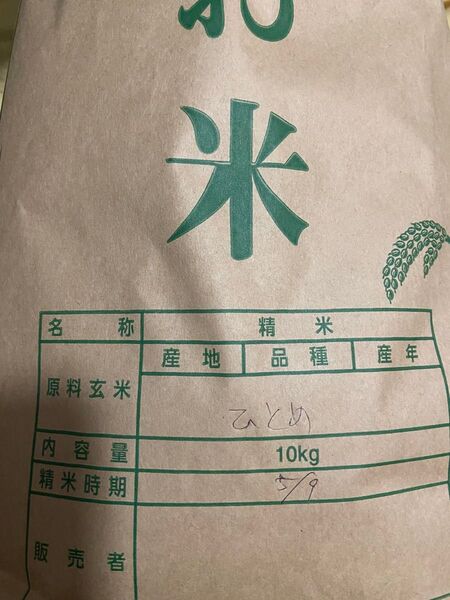 米
名称 精米
原料玄米 産地 品種 産年
ひとめ
内容量 10kg
精米時期 5/9
販売者